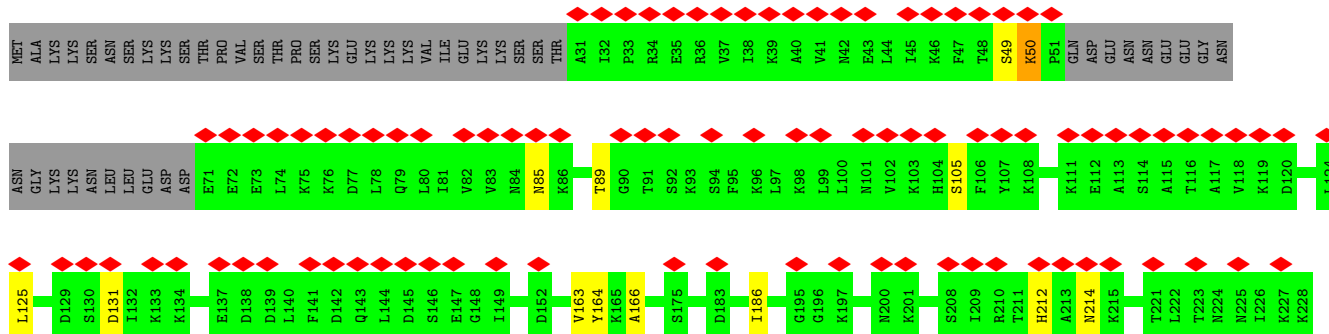 MET ALA LYS LYS SER ASN SER LYS LYS SER THR PRO VAL SER THR PRO SER LYS GLU LYS LYS LYS VAL ILE GLU LYS LYS SER SER THR A31 I32 P33 R34 E35 R36 V37 I38 K39 A40 V41 N42 E43 L44 I45 K46 F47 T48 S49 K50 P51 GLN ASP GLU ASN ASN GLU GLU GLY ASN
ASN GLY LYS LYS ASN LEU LEU GLU ASP ASP E71 E72 E73 L74 K75 K76 D77 L78 Q79 L80 I81 V82 V83 N84 N85 K86 T89 G90 T91 S92 K93 S94 F95 K96 L97 K98 L99 L100 N101 V102 K103 H104 S105 F106 Y107 K108 K111 E112 A113 S114 A115 T116 A117 V118 K119 D120 L124
L125 D129 S130 D131 I132 K133 K134 E137 D138 D139 L140 F141 D142 Q143 L144 D145 S146 E147 G148 I149 D152 V163 Y164 K165 A166 S175 D183 I186 G195 G196 K197 N200 K201 S208 I209 R210 T211 H212 A213 N214 K215 T221 L222 T223 N224 N225 I226 K227 K228